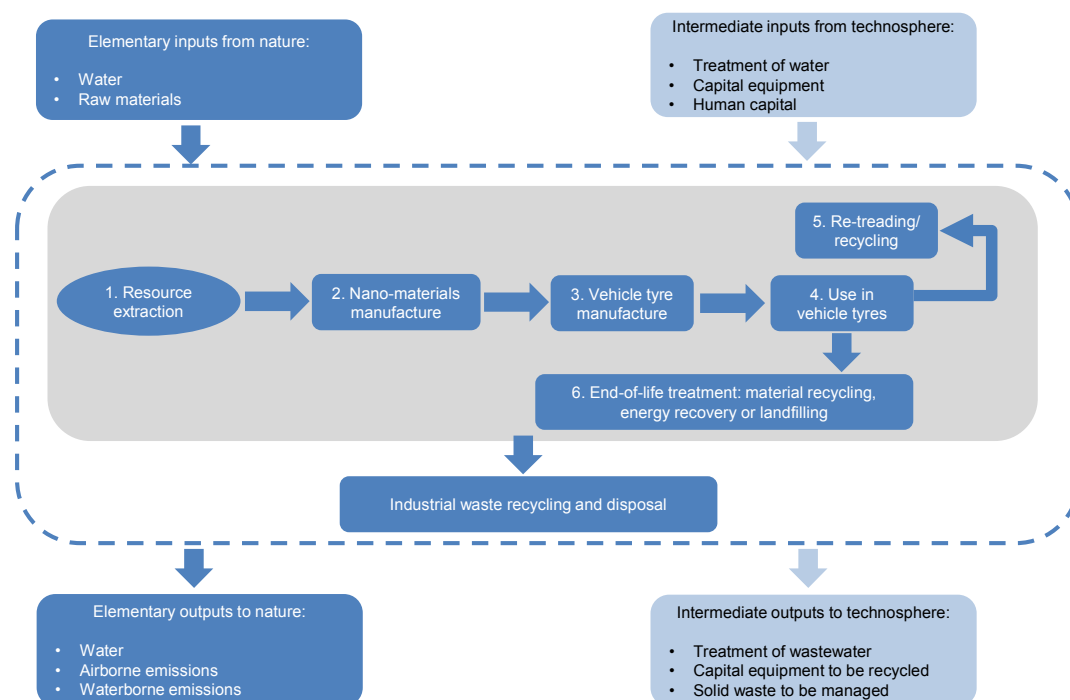 Elementary inputs from nature:
• Water
• Raw materials
Intermediate inputs from technosphere:
• Treatment of water
• Capital equipment
• Human capital
5. Re-treading/
recycling
1. Resource
extraction
2. Nano-materials
manufacture
3. Vehicle tyre
manufacture
4. Use in
vehicle tyres
6. End-of-life treatment: material recycling,
energy recovery or landfilling
Industrial waste recycling and disposal
Elementary outputs to nature:
• Water
• Airborne emissions
• Waterborne emissions
Intermediate outputs to technosphere:
• Treatment of wastewater
• Capital equipment to be recycled
• Solid waste to be managed